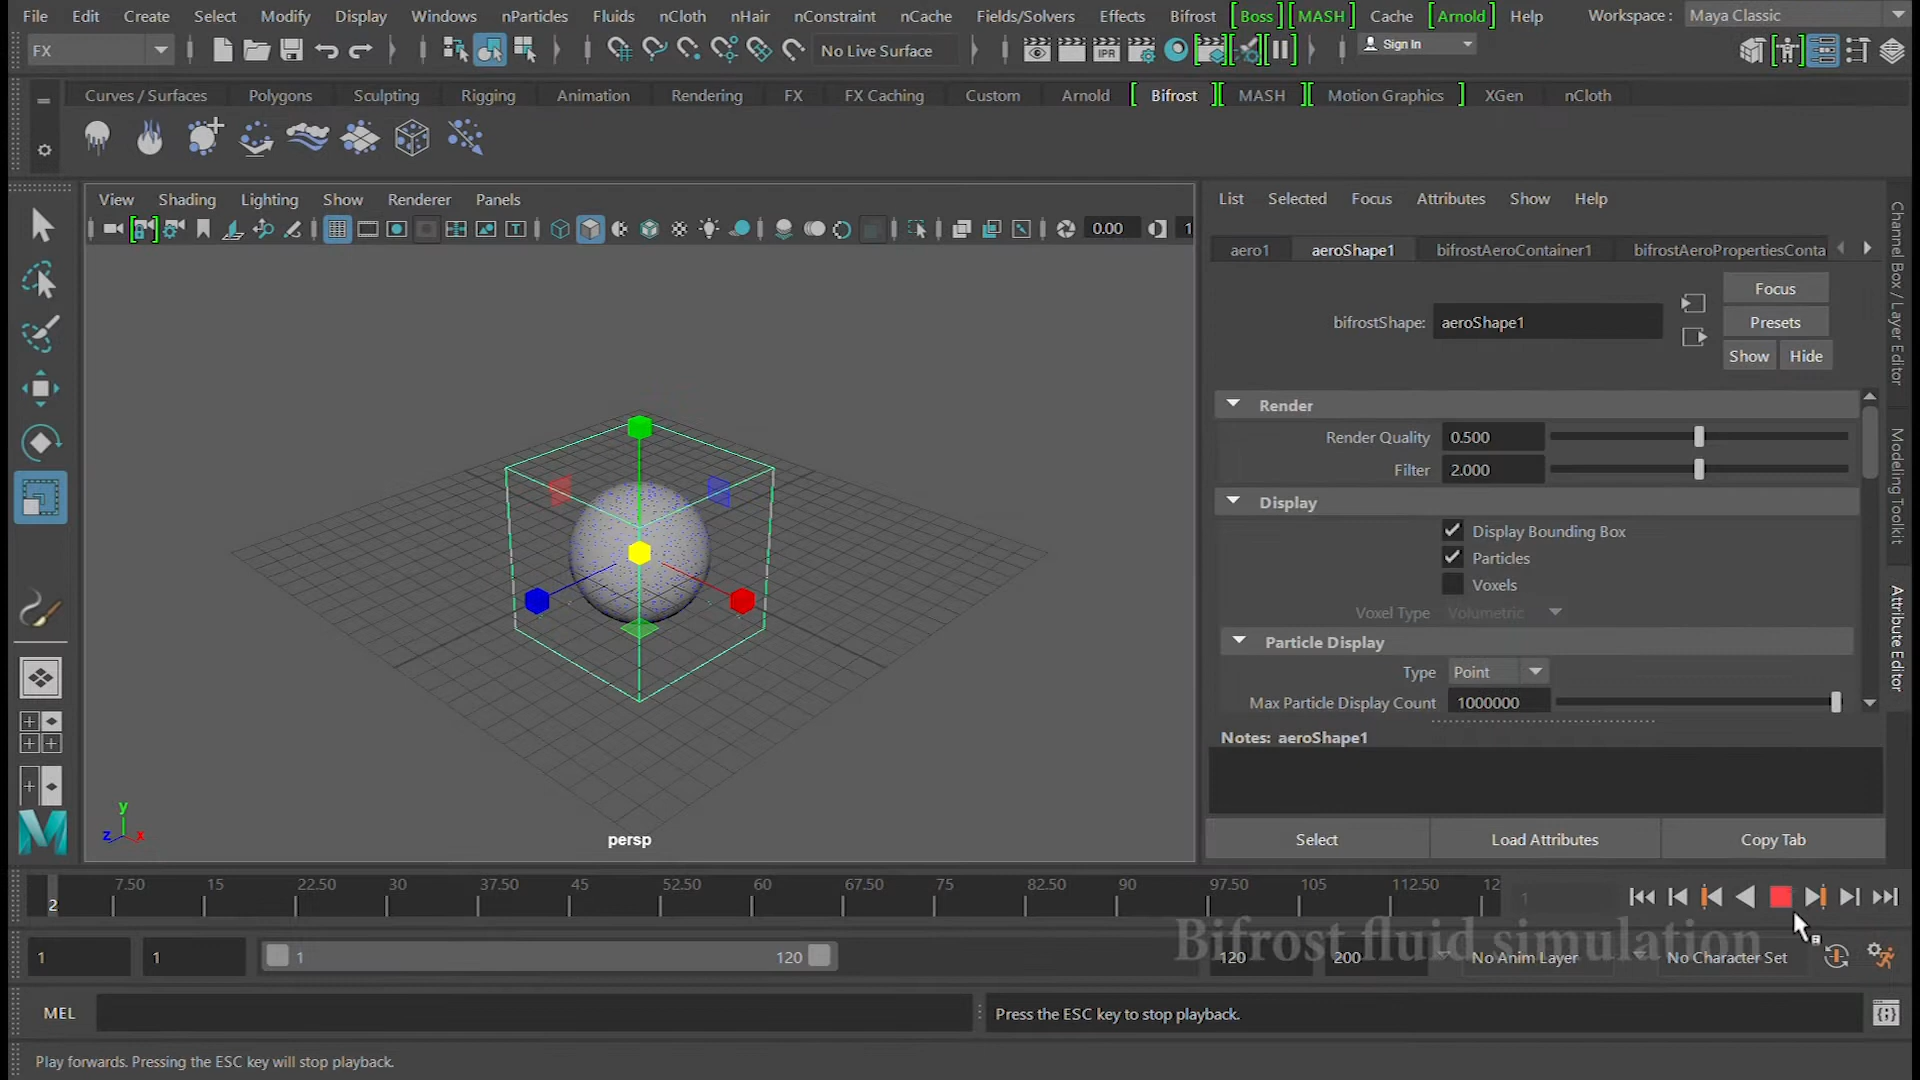 File Edit Create Select Modify Display Windows nParticles Fluids nCloth nHair nConstraint nCache Fields/Solvers Effects Bifrost [Boss] [MASH] Cache [Arnold] Help Workspace : Maya Classic
FX No Live Surface IPR Sign In
Curves / Surfaces Polygons Sculpting Rigging Animation Rendering FX FX Caching Custom Arnold Bifrost MASH Motion Graphics XGen nCloth
View Shading Lighting Show Renderer Panels
0.00 1
persp
y
z x
List Selected Focus Attributes Show Help
aero1 aeroShape1 bifrostAeroContainer1 bifrostAeroPropertiesConta
bifrostShape: aeroShape1
Focus
Presets
Show Hide
Render
Render Quality 0.500
Filter 2.000
Display
Display Bounding Box
Particles
Voxels
Voxel Type Volumetric
Particle Display
Type Point
Max Particle Display Count 1000000
Notes: aeroShape1
Select Load Attributes Copy Tab
Channel Box / Layer Editor
Modeling Toolkit
Attribute Editor
2 7.50 15 22.50 30 37.50 45 52.50 60 67.50 75 82.50 90 97.50 105 112.50 12
1
Bifrost fluid simulation
1 1 1 120 120 200 No Anim Layer No Character Set
MEL Press the ESC key to stop playback.
Play forwards. Pressing the ESC key will stop playback.